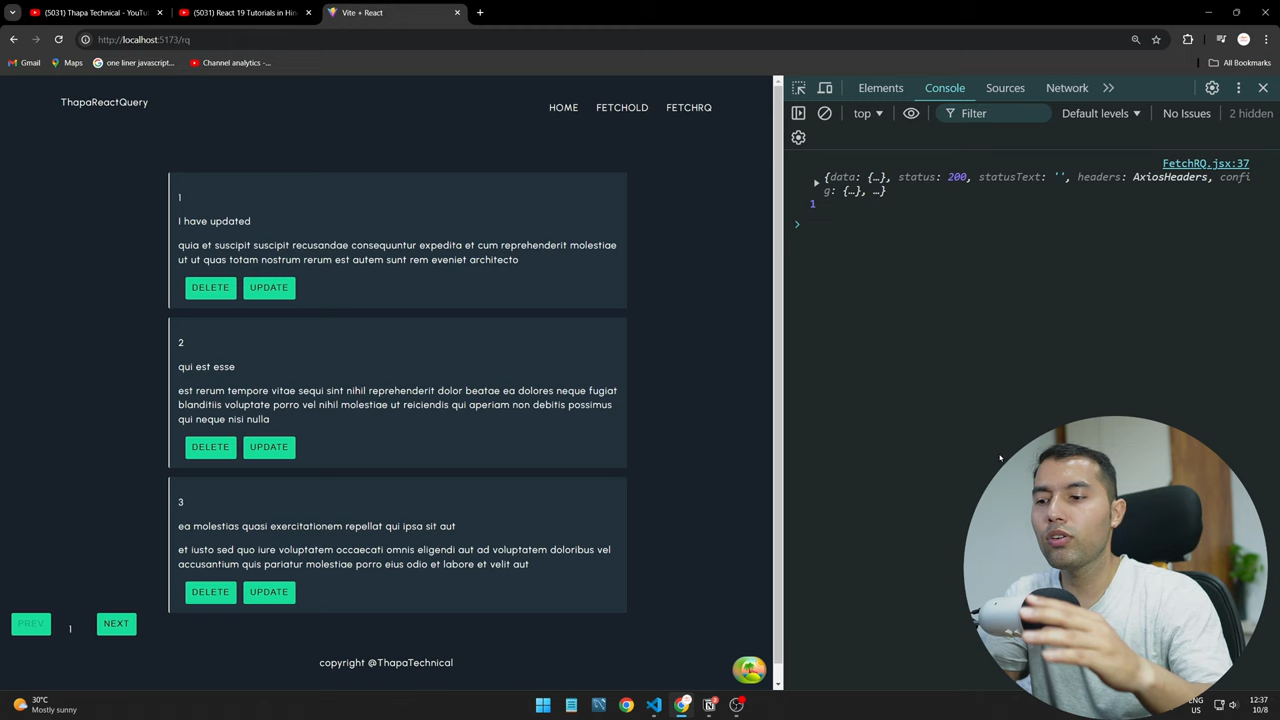 (5031) Thapa Technical - YouTu
(5031) React 19 Tutorials in Hin
Vite + React
http://localhost:5173/rq
Gmail
Maps
one liner javascript...
Channel analytics -...
All Bookmarks
ThapaReactQuery
HOME
FETCHOLD
FETCHRQ
1
I have updated
quia et suscipit suscipit recusandae consequuntur expedita et cum reprehenderit molestiae
ut ut quas totam nostrum rerum est autem sunt rem eveniet architecto
DELETE
UPDATE
2
qui est esse
est rerum tempore vitae sequi sint nihil reprehenderit dolor beatae ea dolores neque fugiat
blanditiis voluptate porro vel nihil molestiae ut reiciendis qui aperiam non debitis possimus
qui neque nisi nulla
DELETE
UPDATE
3
ea molestias quasi exercitationem repellat qui ipsa sit aut
et iusto sed quo iure voluptatem occaecati omnis eligendi aut ad voluptatem doloribus vel
accusantium quis pariatur molestiae porro eius odio et labore et velit aut
DELETE
UPDATE
PREV
1
NEXT
copyright @ThapaTechnical
Elements
Console
Sources
Network
top
Filter
Default levels
No Issues
2 hidden
FetchRQ.jsx:37
{data: {…}, status: 200, statusText: '', headers: AxiosHeaders, confi
g: {…}, …}
1
30°C
Mostly sunny
ENG
US
12:37
10/8